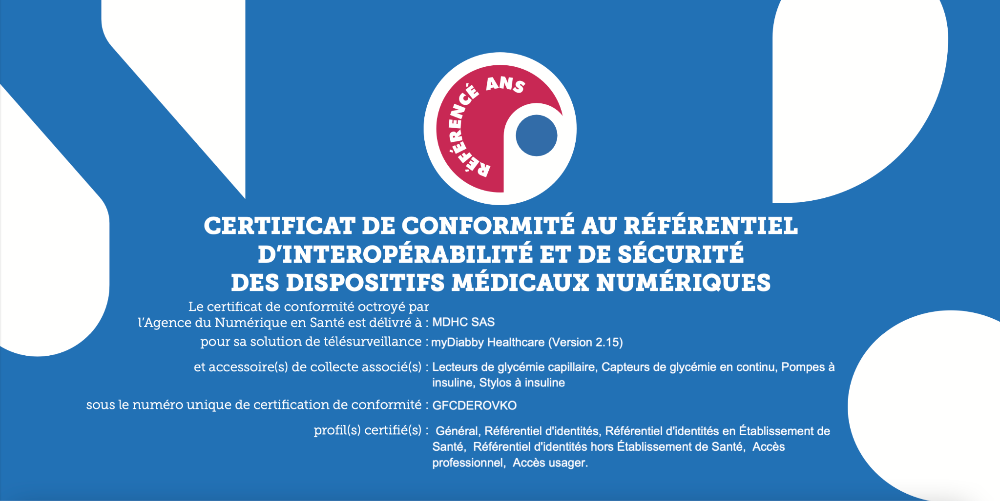 RÉFÉRENCÉ ANS
CERTIFICAT DE CONFORMITÉ AU RÉFÉRENTIEL
D’INTEROPÉRABILITÉ ET DE SÉCURITÉ
DES DISPOSITIFS MÉDICAUX NUMÉRIQUES
Le certificat de conformité octroyé par
l’Agence du Numérique en Santé est délivré à : MDHC SAS
pour sa solution de télésurveillance : myDiabby Healthcare (Version 2.15)
et accessoire(s) de collecte associé(s) : Lecteurs de glycémie capillaire, Capteurs de glycémie en continu, Pompes à
insuline, Stylos à insuline
sous le numéro unique de certification de conformité : GFCDEROVKO
profil(s) certifié(s) : Général, Référentiel d'identités, Référentiel d'identités en Établissement de
Santé, Référentiel d'identités hors Établissement de Santé, Accès
professionnel, Accès usager.